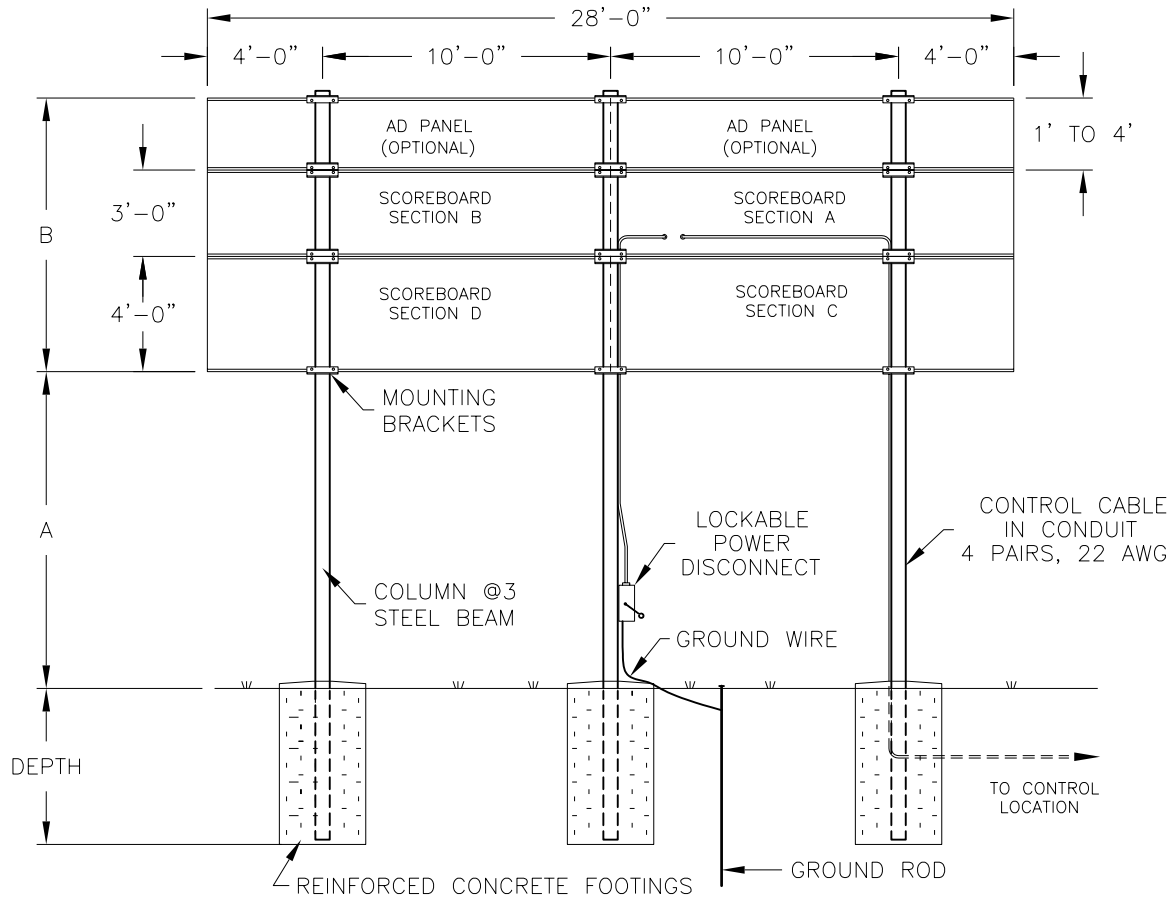 28'-0"
4'-0"
10'-0"
10'-0"
4'-0"
AD PANEL
(OPTIONAL)
AD PANEL
(OPTIONAL)
1' TO 4'
SCOREBOARD
SECTION B
SCOREBOARD
SECTION A
3'-0"
B
SCOREBOARD
SECTION D
SCOREBOARD
SECTION C
4'-0"
MOUNTING
BRACKETS
A
LOCKABLE
POWER
DISCONNECT
CONTROL CABLE
IN CONDUIT
4 PAIRS, 22 AWG
COLUMN @3
STEEL BEAM
GROUND WIRE
DEPTH
TO CONTROL
LOCATION
REINFORCED CONCRETE FOOTINGS
GROUND ROD